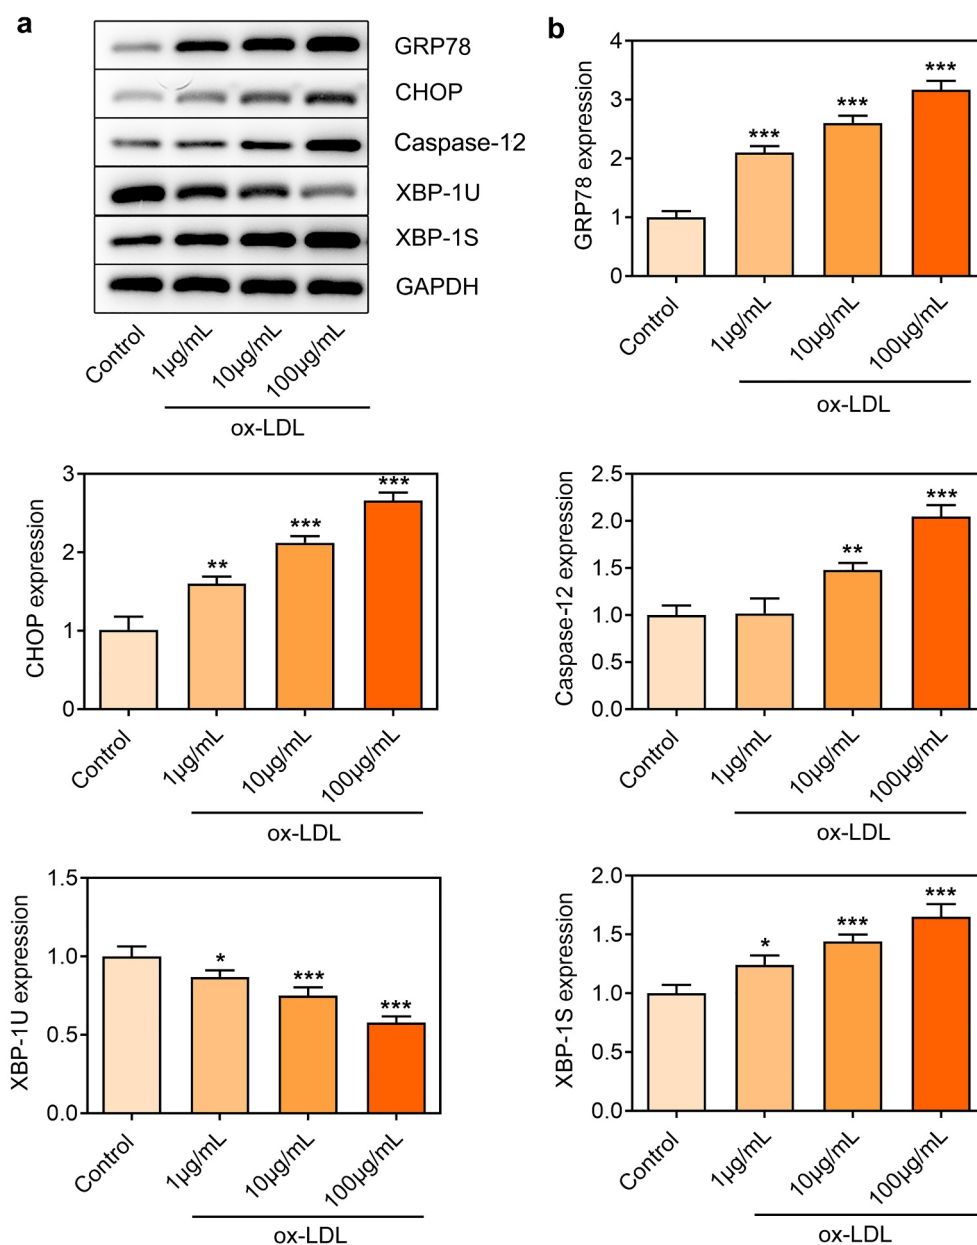 a
GRP78
CHOP
Caspase-12
XBP-1U
XBP-1S
GAPDH
Control
1μg/mL
10μg/mL
100μg/mL
ox-LDL
b
GRP78 expression
4
3
2
1
0
***
***
***
Control
1μg/mL
10μg/mL
100μg/mL
ox-LDL
CHOP expression
3
2
1
0
**
***
***
Control
1μg/mL
10μg/mL
100μg/mL
ox-LDL
Caspase-12 expression
2.5
2.0
1.5
1.0
0.5
0.0
**
***
Control
1μg/mL
10μg/mL
100μg/mL
ox-LDL
XBP-1U expression
1.5
1.0
0.5
0.0
*
***
***
Control
1μg/mL
10μg/mL
100μg/mL
ox-LDL
XBP-1S expression
2.0
1.5
1.0
0.5
0.0
*
***
***
Control
1μg/mL
10μg/mL
100μg/mL
ox-LDL